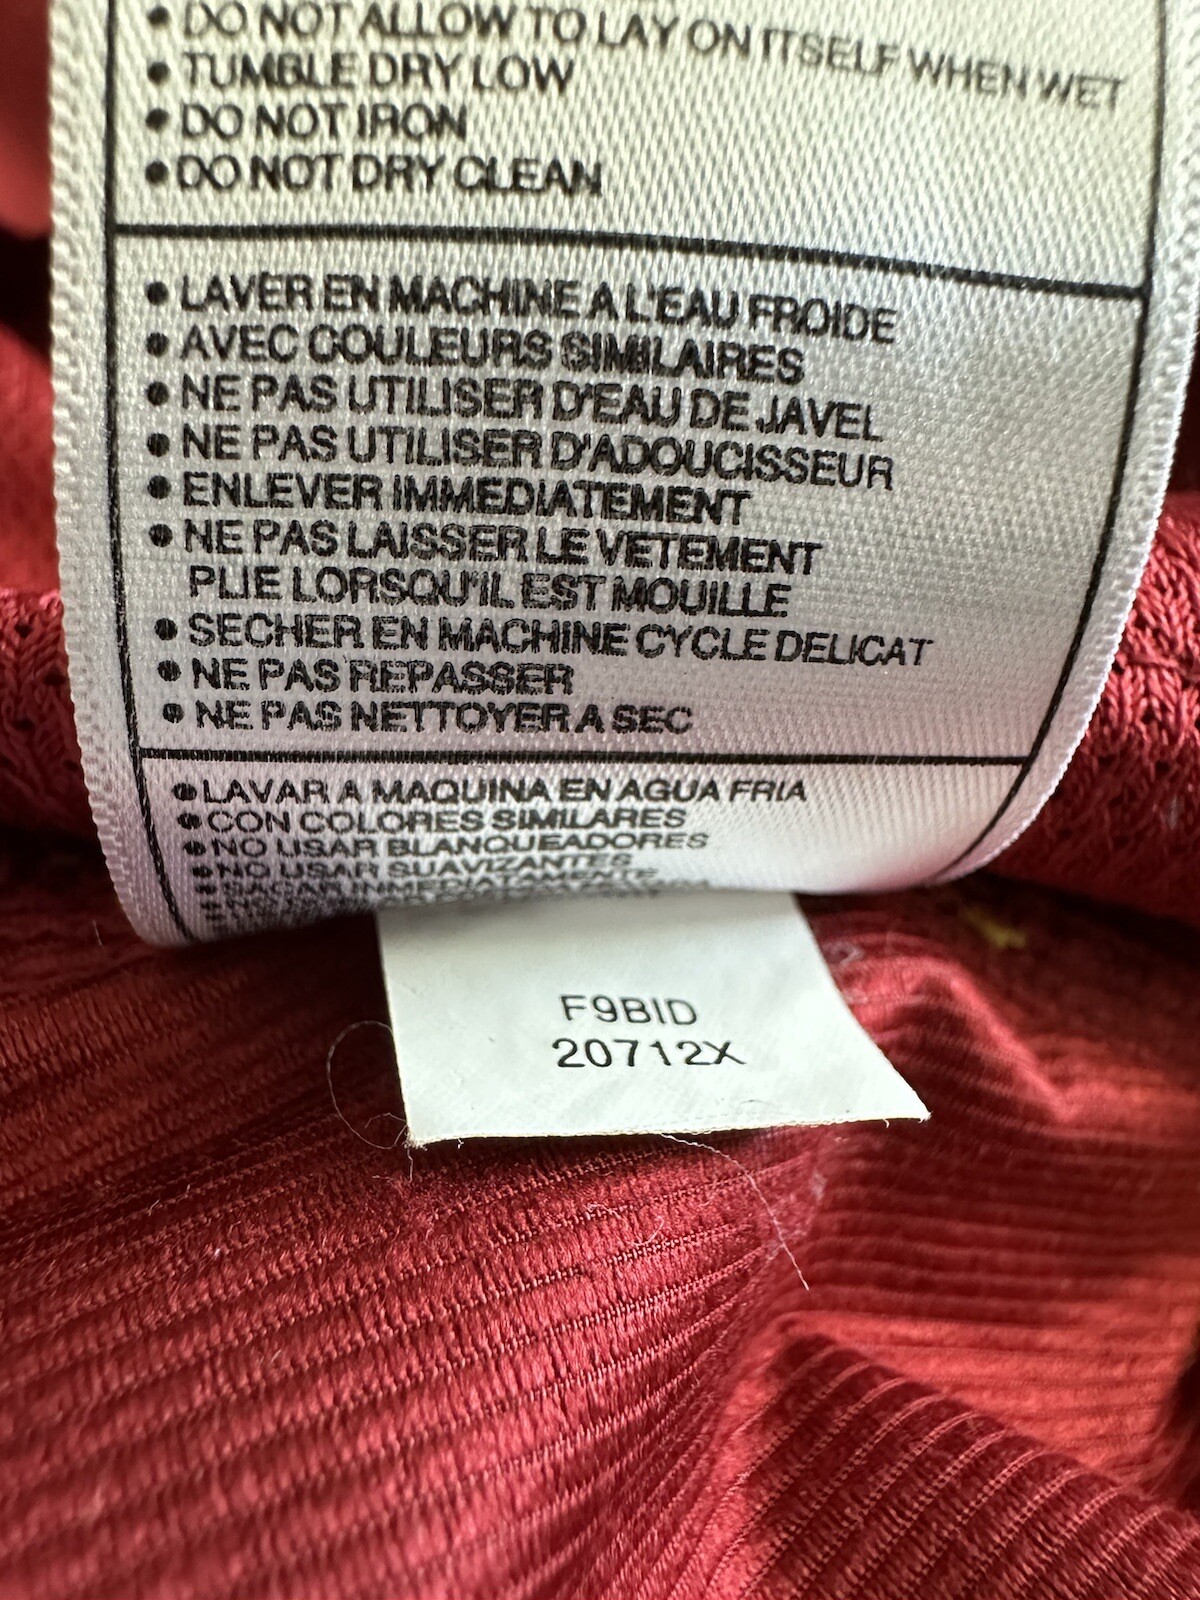 • DO NOT ALLOW TO LAY ON ITSELF WHEN WET
• TUMBLE DRY LOW
• DO NOT IRON
• DO NOT DRY CLEAN
• LAVER EN MACHINE A L'EAU FROIDE
• AVEC COULEURS SIMILAIRES
• NE PAS UTILISER D'EAU DE JAVEL
• NE PAS UTILISER D'ADOUCISSEUR
• ENLEVER IMMEDIATEMENT
• NE PAS LAISSER LE VETEMENT
PLIE LORSQU'IL EST MOUILLE
• SECHER EN MACHINE CYCLE DELICAT
• NE PAS REPASSER
• NE PAS NETTOYER A SEC
• LAVAR A MAQUINA EN AGUA FRIA
• CON COLORES SIMILARES
• NO USAR BLANQUEADORES
• NO USAR SUAVIZANTES
• SACAR INMEDIATAMENTE
F9BID
20712X